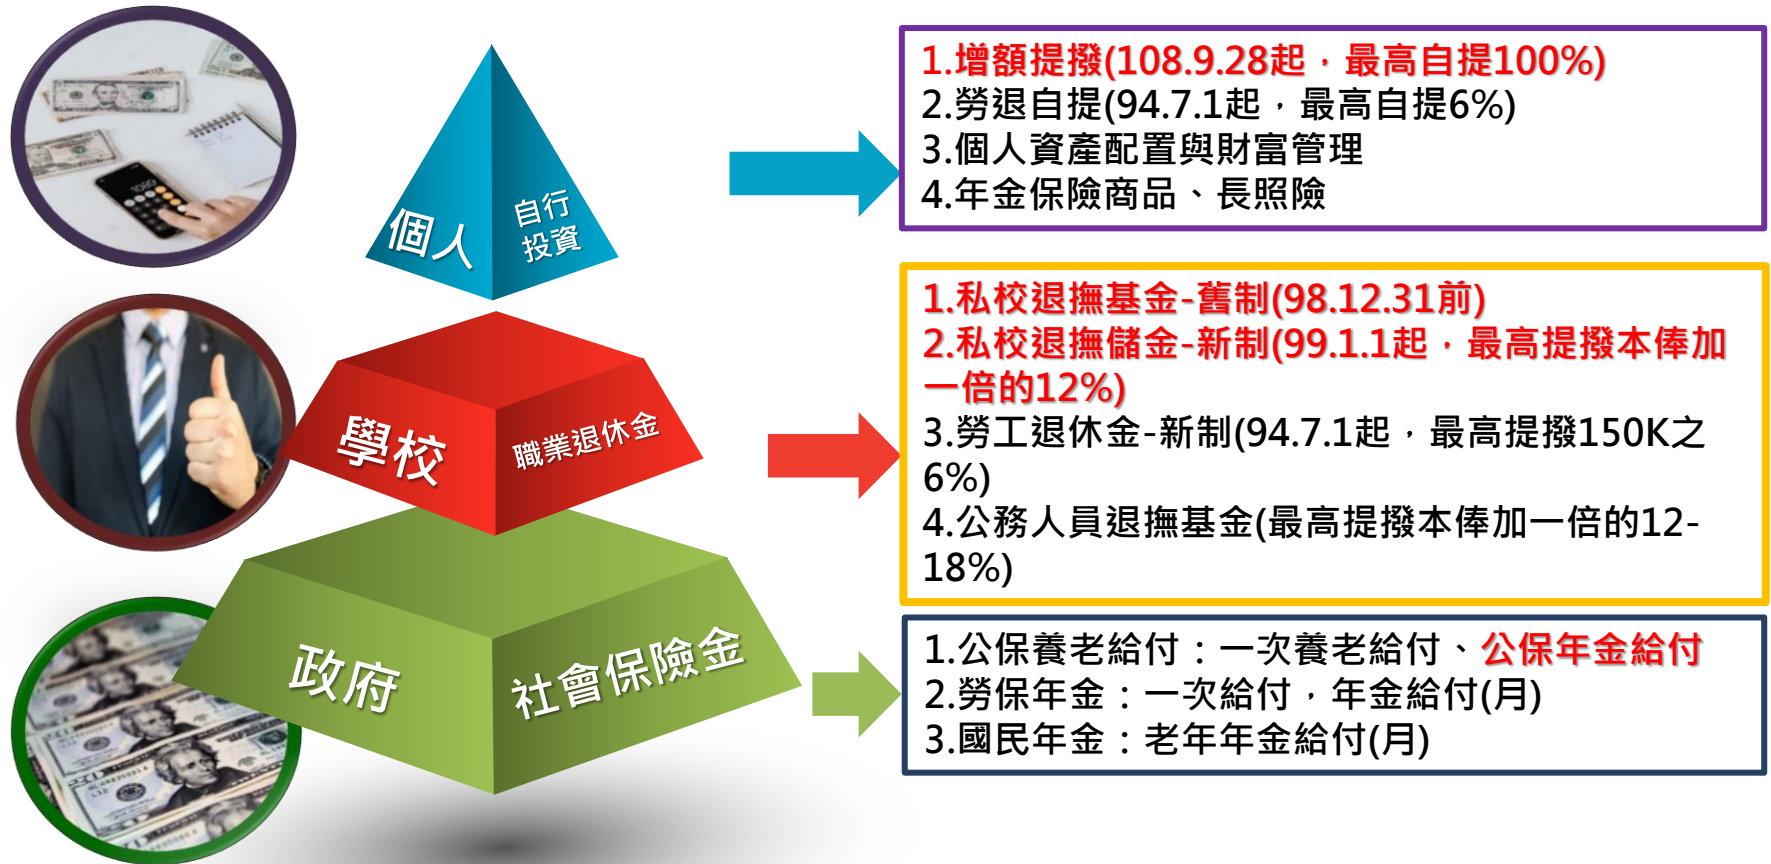 個人
自行
投資
1.增額提撥(108.9.28起，最高自提100%)
2.勞退自提(94.7.1起，最高自提6%)
3.個人資產配置與財富管理
4.年金保險商品、長照險
學校
職業退休金
1.私校退撫基金-舊制(98.12.31前)
2.私校退撫儲金-新制(99.1.1起，最高提撥本俸加
一倍的12%)
3.勞工退休金-新制(94.7.1起，最高提撥150K之
6%)
4.公務人員退撫基金(最高提撥本俸加一倍的12-
18%)
政府
社會保險金
1.公保養老給付：一次養老給付、公保年金給付
2.勞保年金：一次給付，年金給付(月)
3.國民年金：老年年金給付(月)